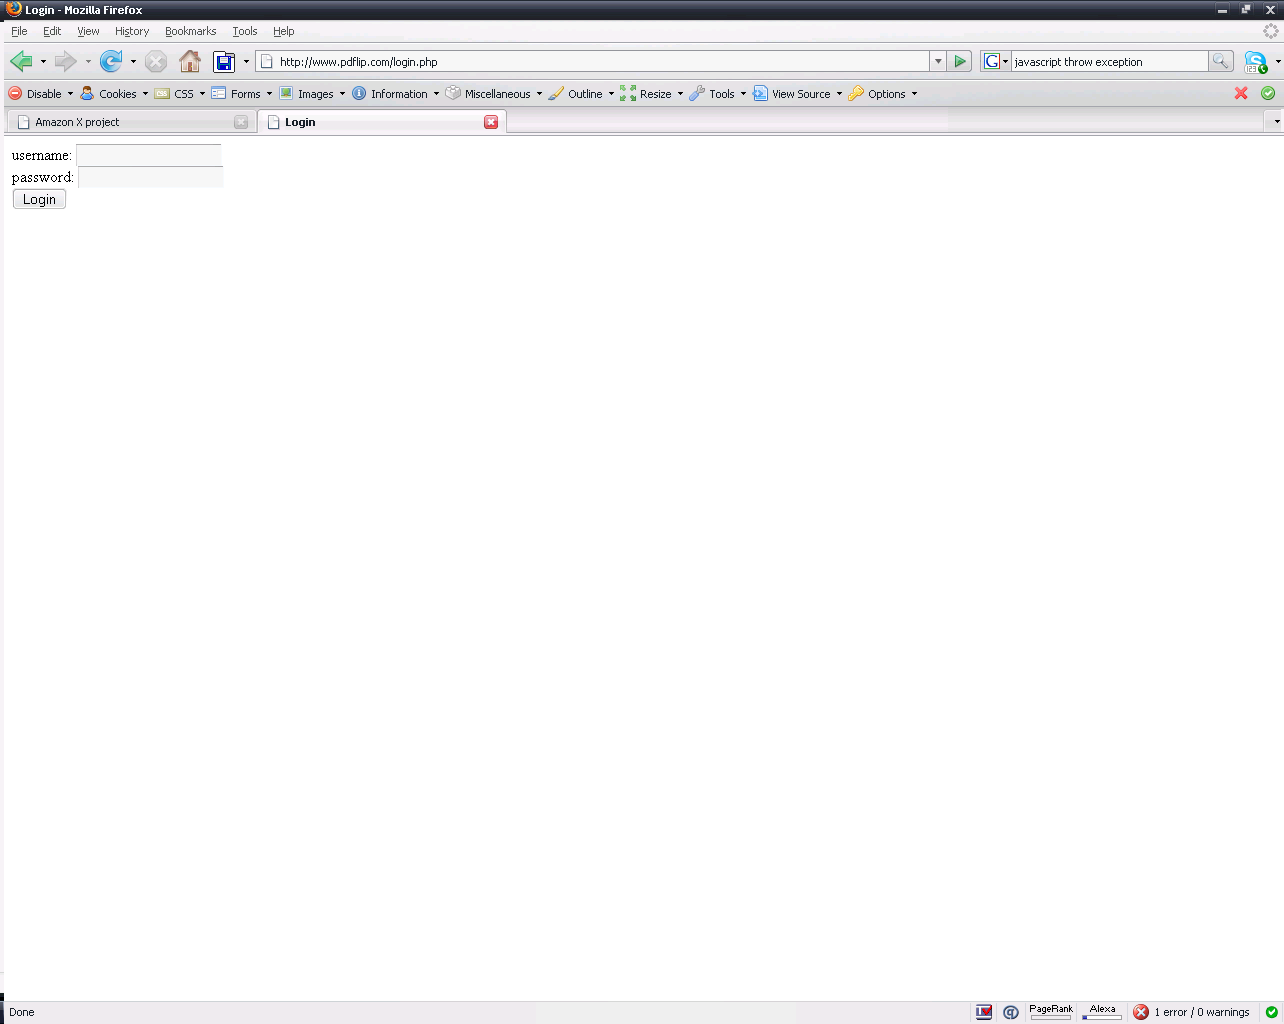 Login - Mozilla Firefox
File Edit View History Bookmarks Tools Help
http://www.pdflip.com/login.php G javascript throw exception 123
Disable Cookies CSS Forms Images Information Miscellaneous Outline Resize Tools View Source Options
Amazon X project Login
username:
password:
Login
Done @ PageRank Alexa 1 error / 0 warnings